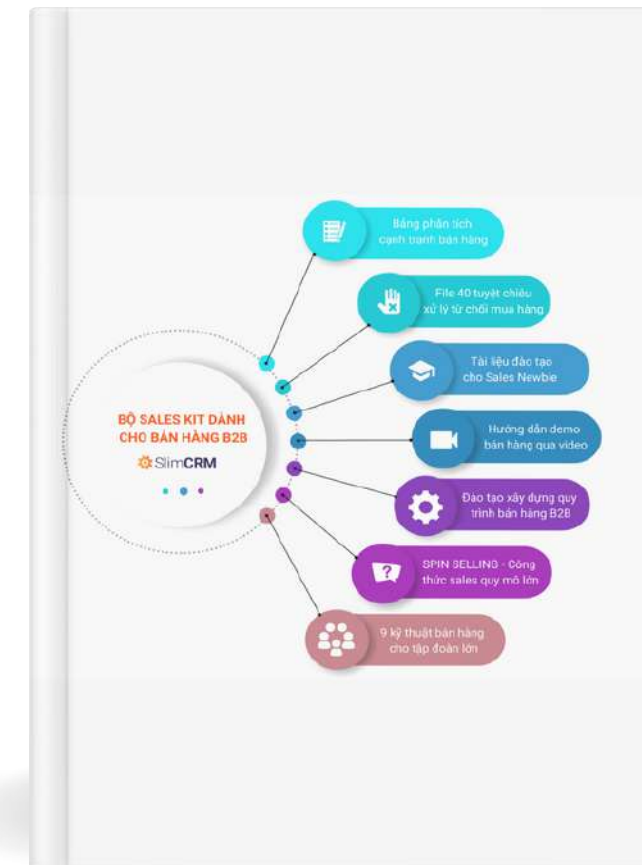 Bảng phân tích
cạnh tranh bán hàng
File 40 tuyệt chiêu
xử lý từ chối mua hàng
Tài liệu đào tạo
cho Sales Newbie
BỘ SALES KIT DÀNH
CHO BÁN HÀNG B2B
SlimCRM
Hướng dẫn demo
bán hàng qua video
Đào tạo xây dựng quy
trình bán hàng B2B
SPIN SELLING - Công
thức sales quy mô lớn
9 kỹ thuật bán hàng
cho tập đoàn lớn